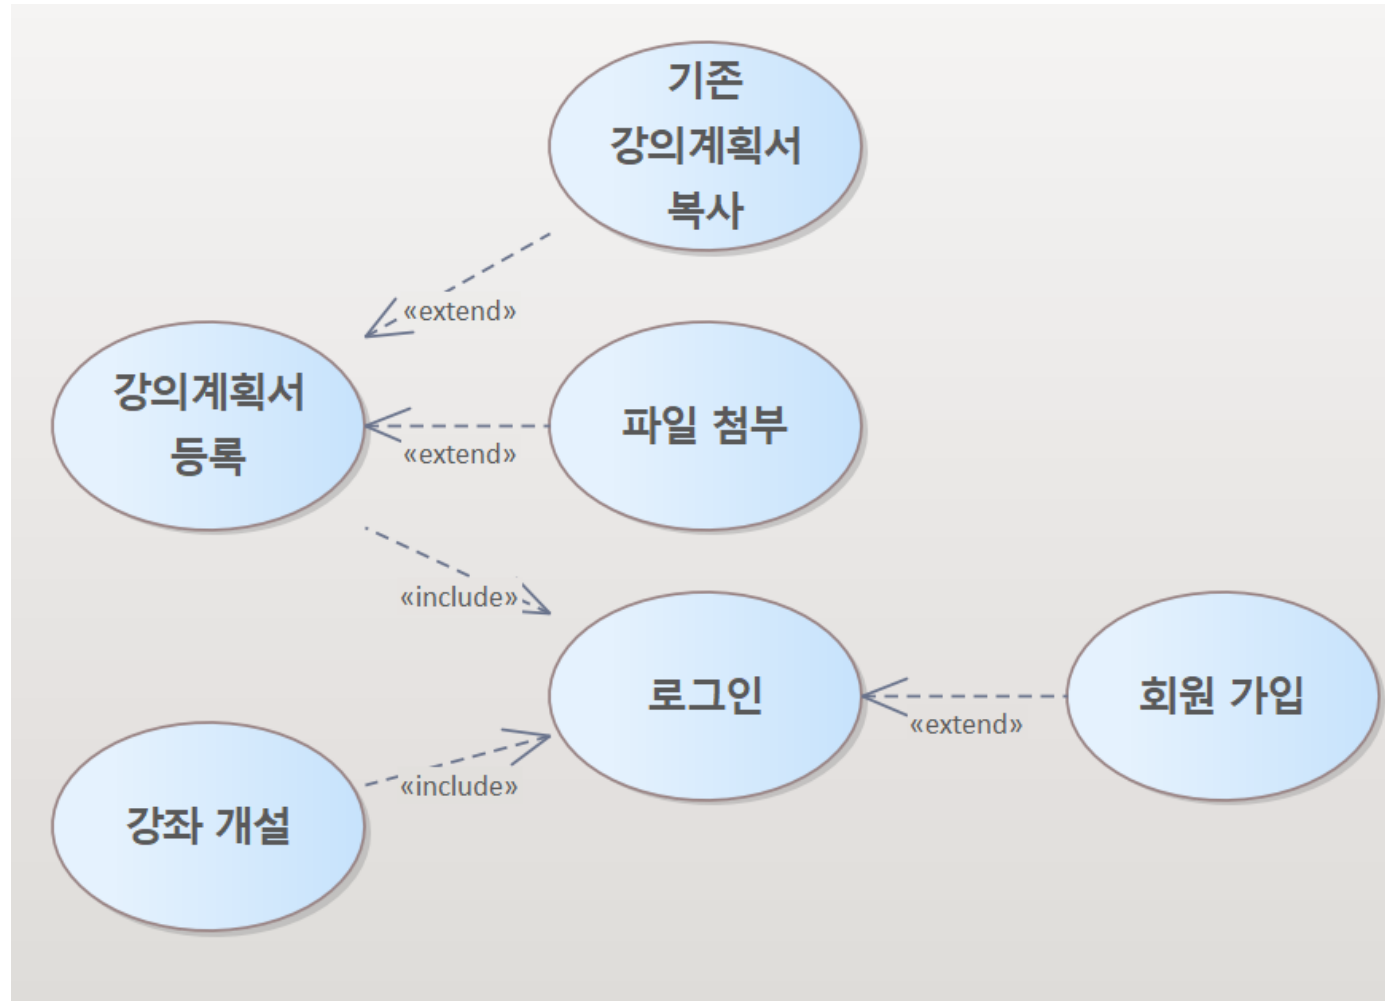 기존
강의계획서
복사
«extend»
강의계획서
등록
«extend»
파일 첨부
«include»
로그인
«extend»
회원 가입
«include»
강좌 개설